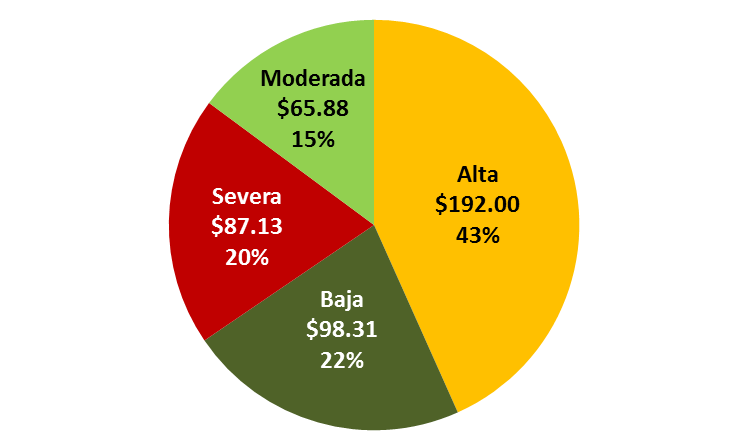 Moderada
$65.88
15%
Alta
$192.00
43%
Severa
$87.13
20%
Baja
$98.31
22%